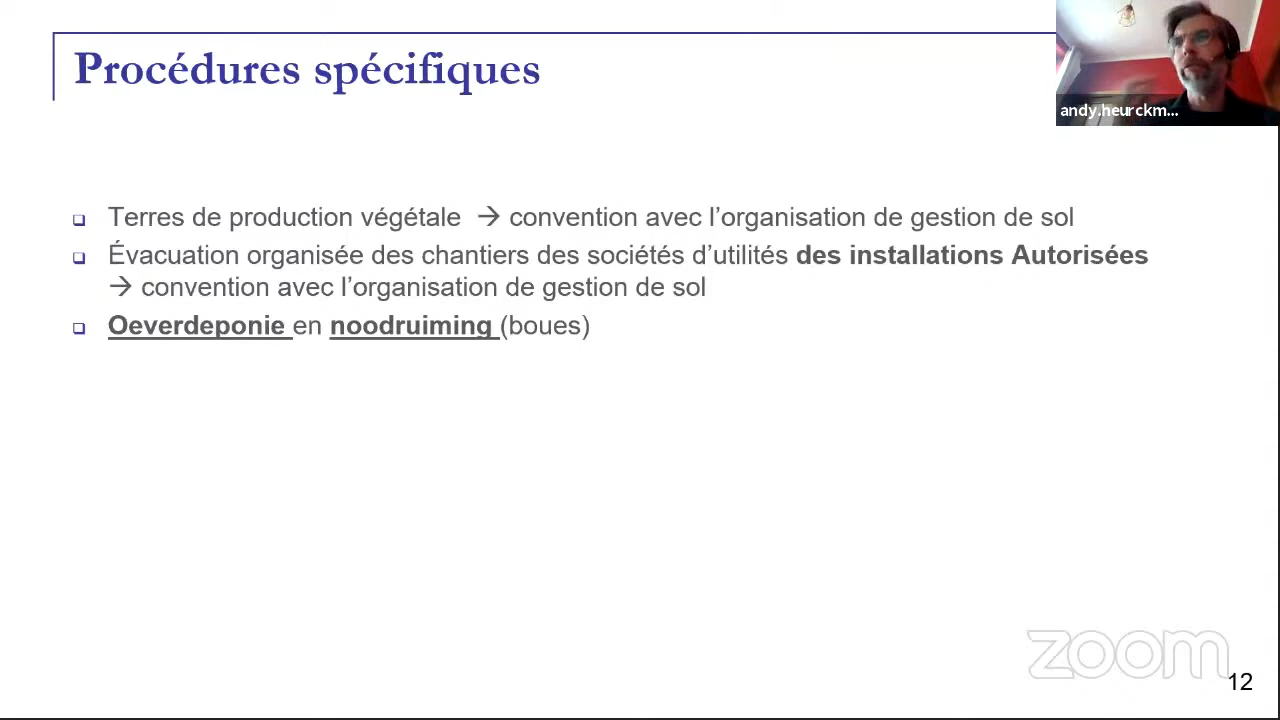 Procédures spécifiques
andy.heurckm...
Terres de production végétale → convention avec l’organisation de gestion de sol
Évacuation organisée des chantiers des sociétés d’utilités des installations Autorisées
→ convention avec l’organisation de gestion de sol
Oeverdeponie en noodruiming (boues)
zoom
12